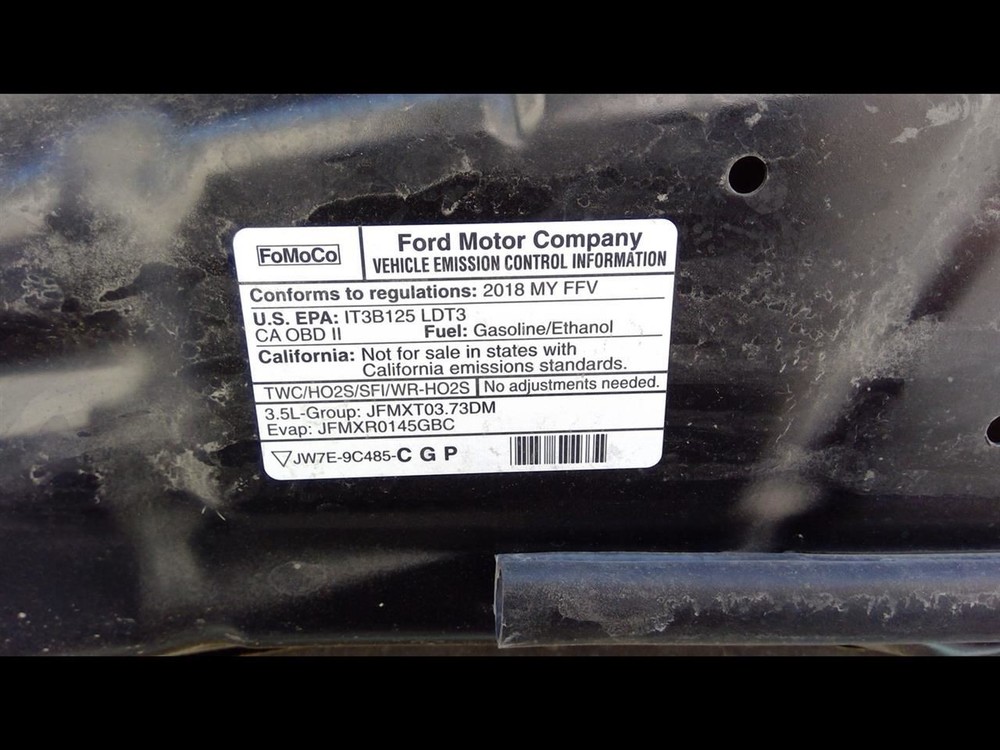 FoMoCo
Ford Motor Company
VEHICLE EMISSION CONTROL INFORMATION
Conforms to regulations: 2018 MY FFV
U.S. EPA: IT3B125 LDT3
CA OBD II Fuel: Gasoline/Ethanol
California: Not for sale in states with
California emissions standards.
TWC/HO2S/SFI/WR-HO2S No adjustments needed.
3.5L-Group: JFMXT03.73DM
Evap: JFMXR0145GBC
JW7E-9C485-C G P